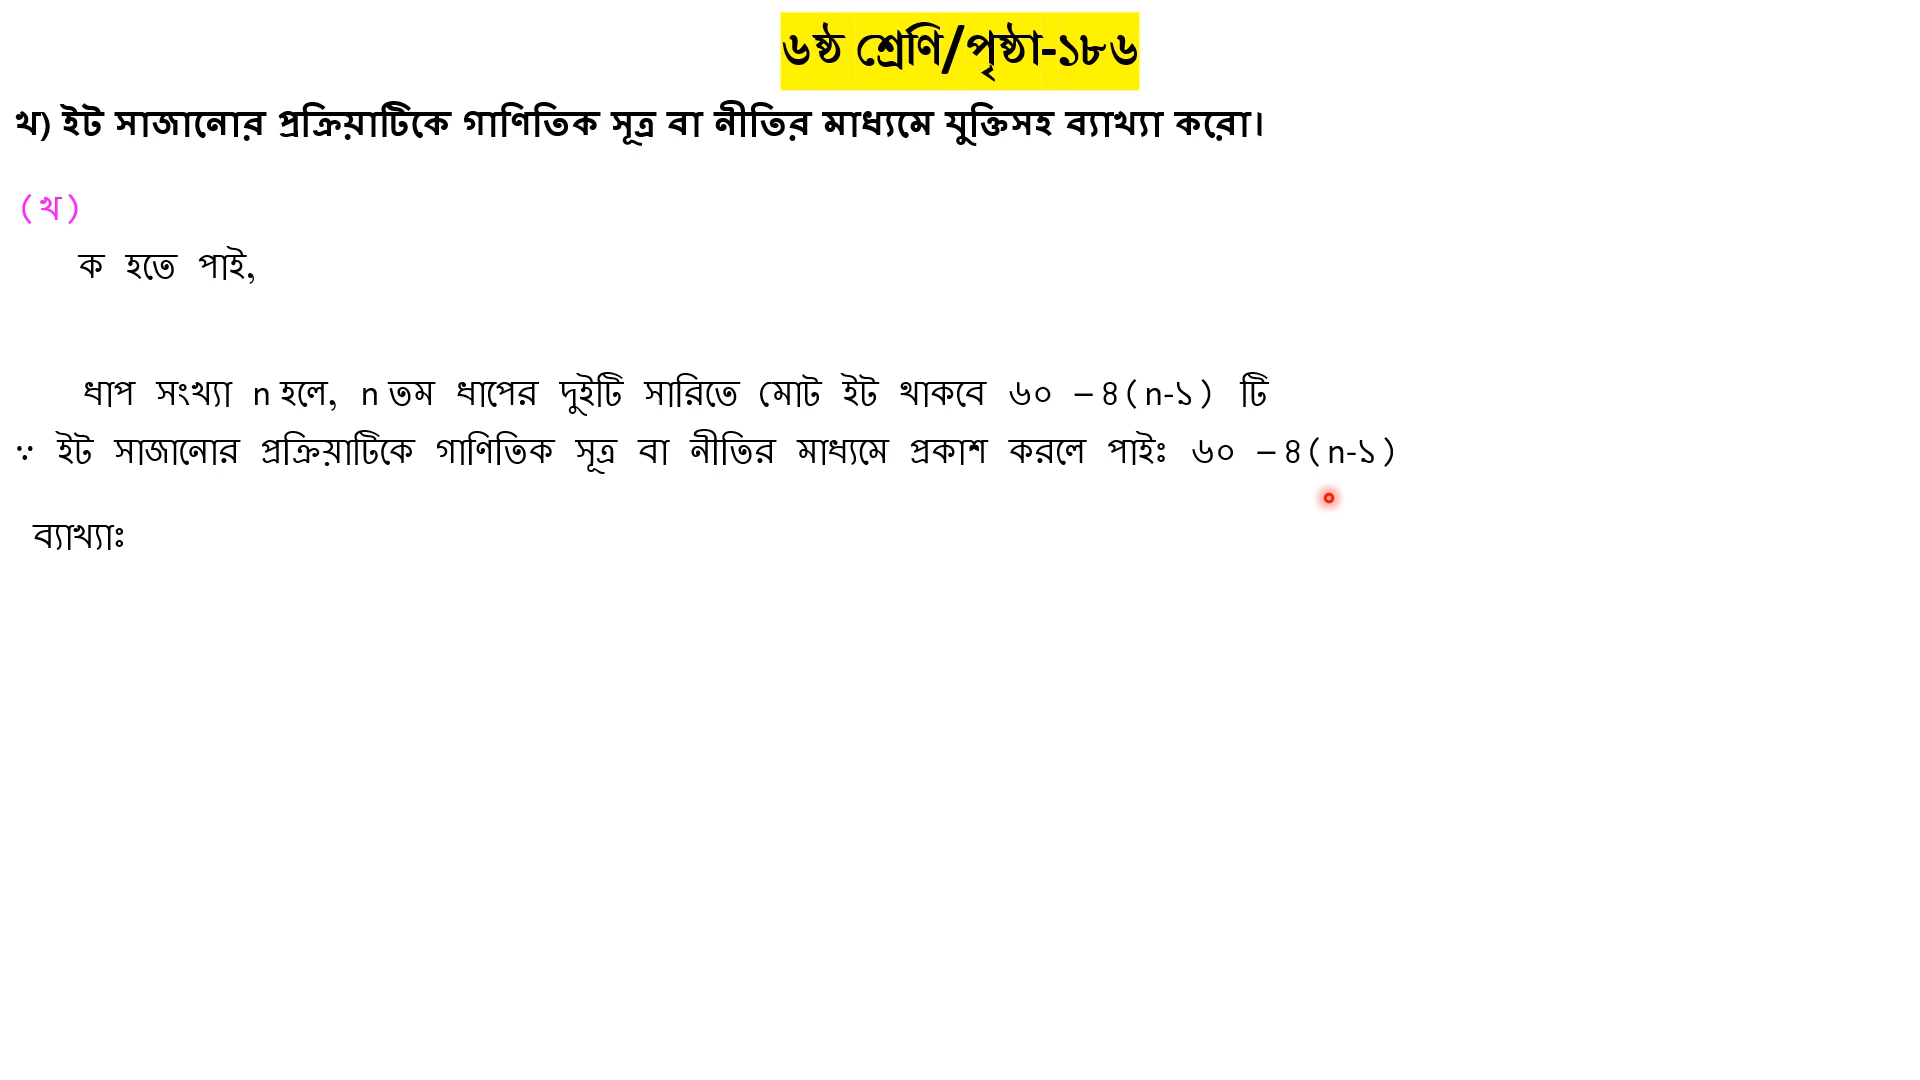 ৬ষ্ঠ শ্রেণি/পৃষ্ঠা-১৮৬
খ) ইট সাজানোর প্রক্রিয়াটিকে গাণিতিক সূত্র বা নীতির মাধ্যমে যুক্তিসহ ব্যাখ্যা করো।
(খ)
ক হতে পাই,
ধাপ সংখ্যা n হলে, n তম ধাপের দুইটি সারিতে মোট ইট থাকবে ৬০ – ৪(n-১) টি
∵ ইট সাজানোর প্রক্রিয়াটিকে গাণিতিক সূত্র বা নীতির মাধ্যমে প্রকাশ করলে পাইঃ ৬০ – ৪(n-১)
ব্যাখ্যাঃ